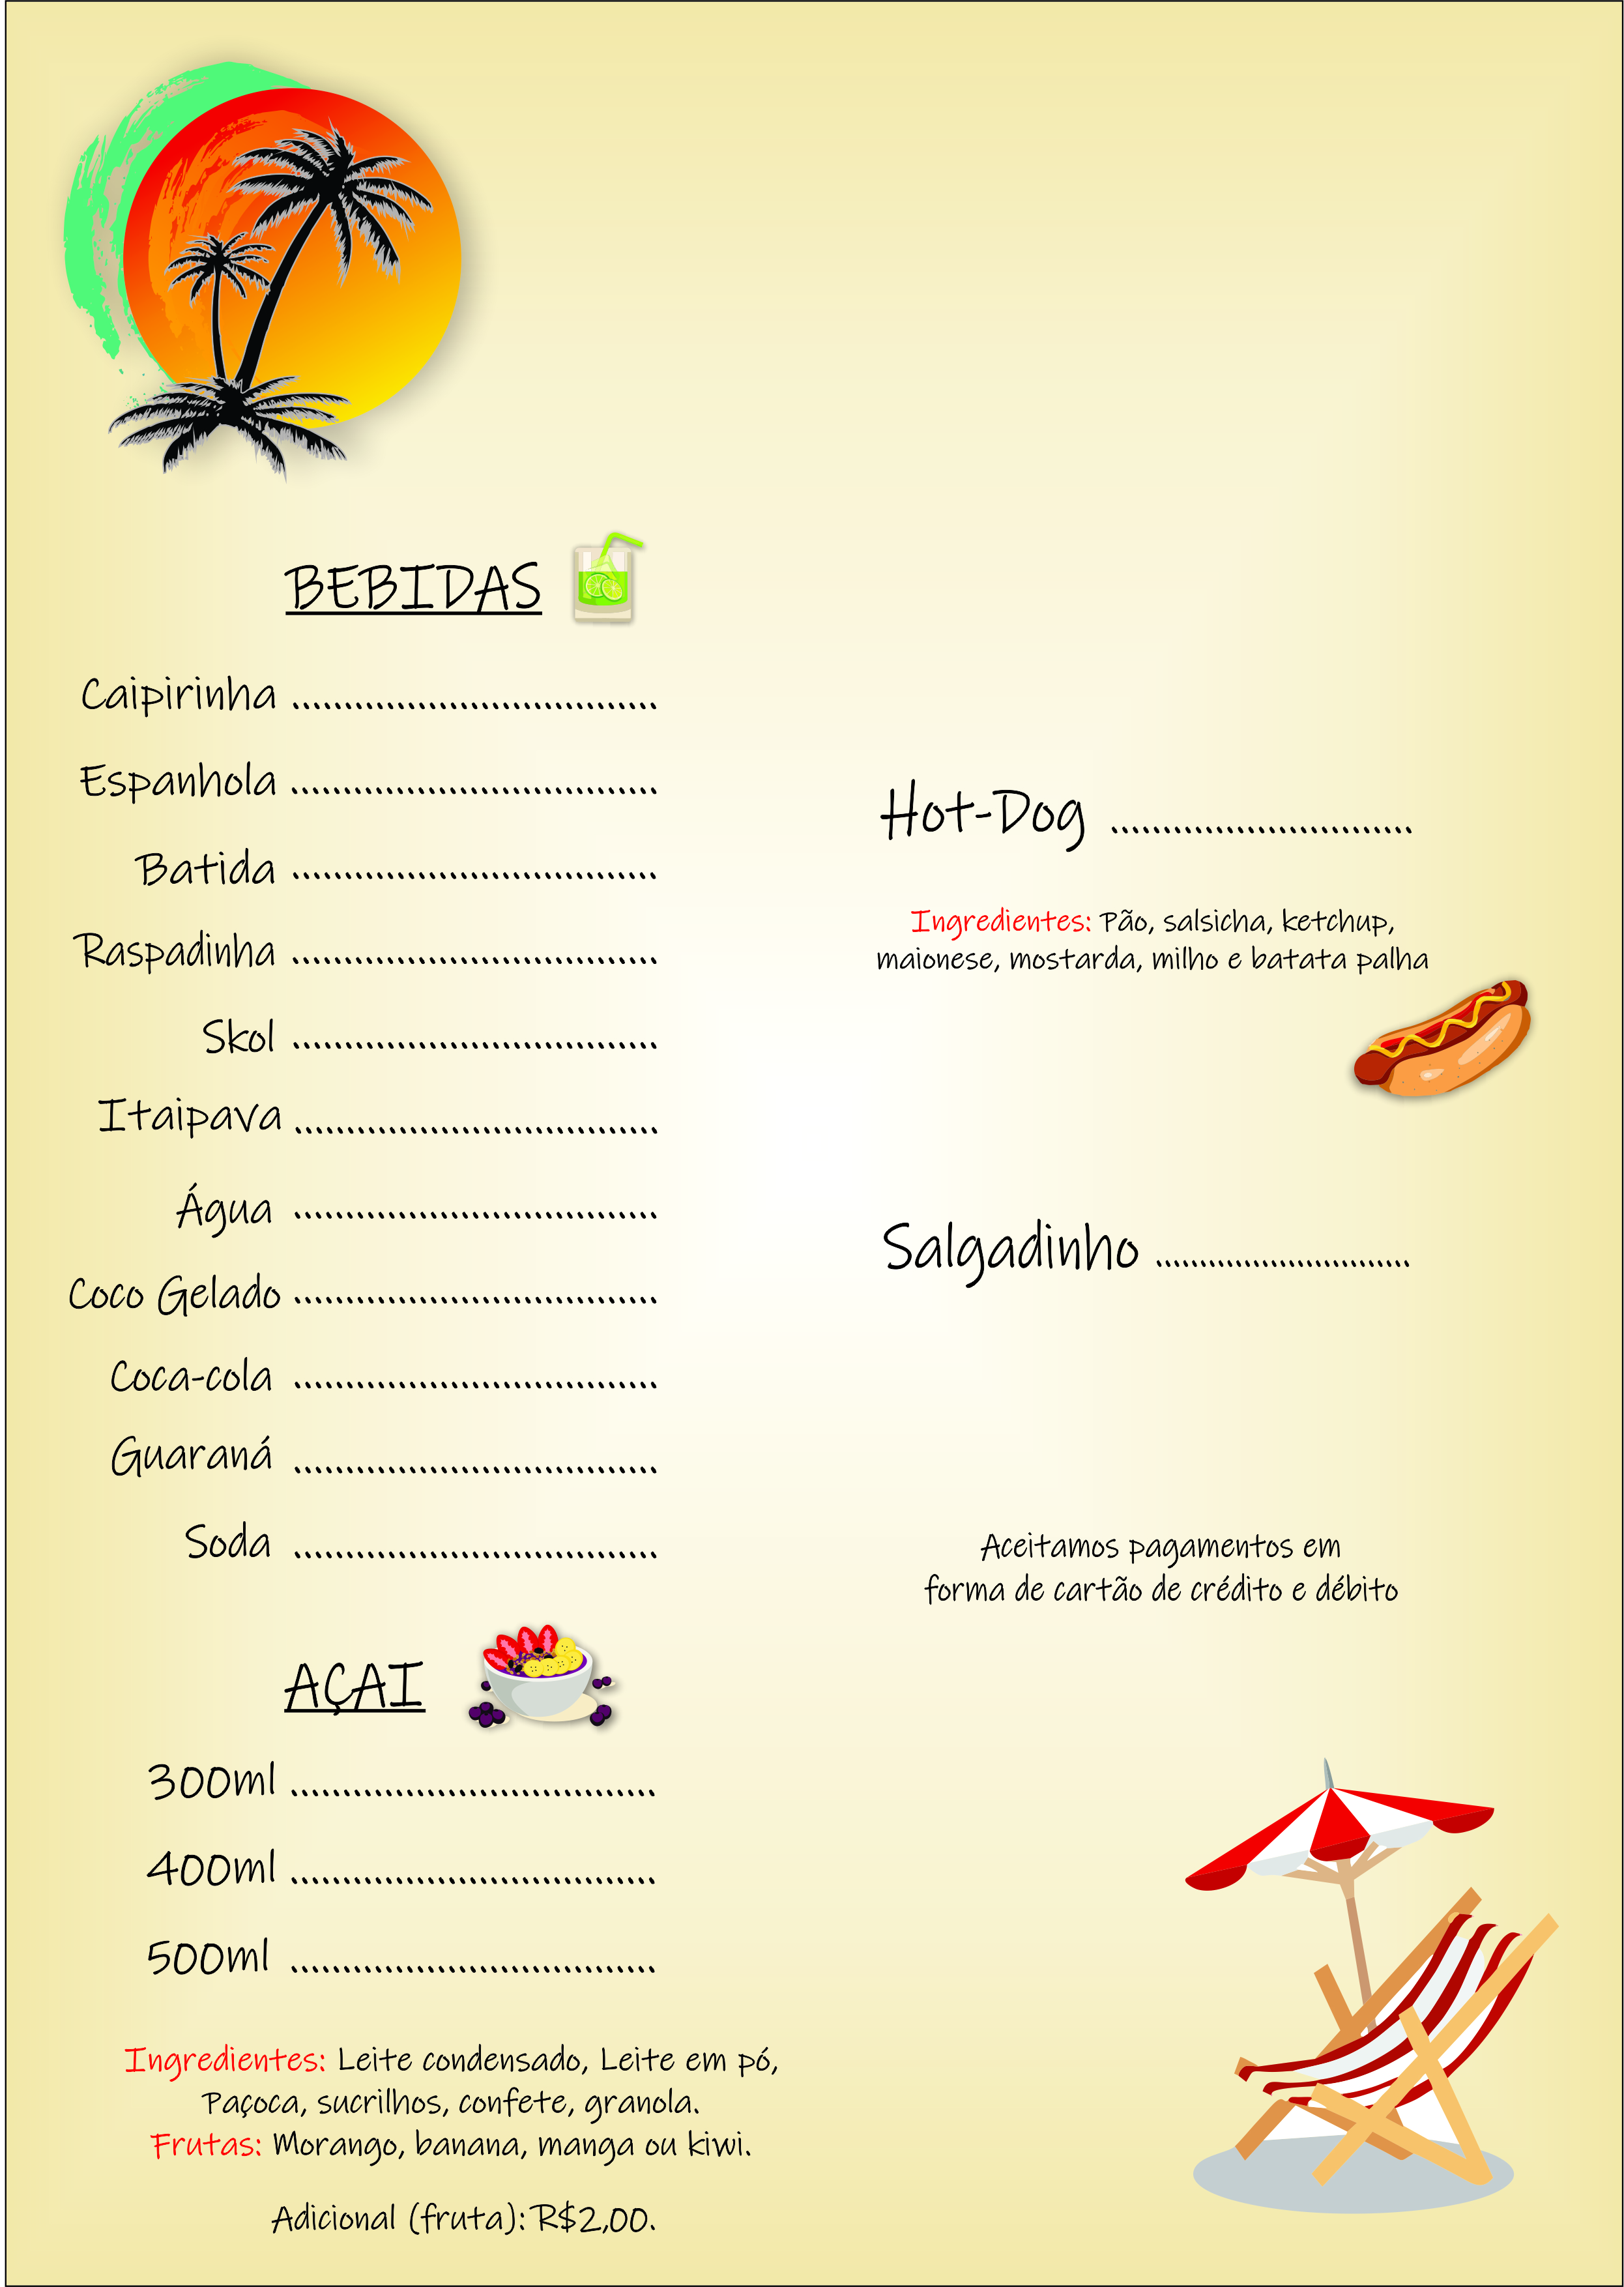 BEBIDAS
Caipirinha ...................................
Espanhola ...................................
Batida ...................................
Raspadinha ...................................
Skol ...................................
Itaipava ...................................
Água ...................................
Coco Gelado ...................................
Coca-cola ...................................
Guaraná ...................................
Soda ...................................
AÇAI
300ml ...................................
400ml ...................................
500ml ...................................
Ingredientes: Leite condensado, Leite em pó,
Paçoca, sucrilhos, confete, granola.
Frutas: Morango, banana, manga ou kiwi.
Adicional (fruta): R$2,00.
Hot-Dog .............................
Ingredientes: Pão, salsicha, ketchup,
maionese, mostarda, milho e batata palha
Salgadinho .............................
Aceitamos pagamentos em
forma de cartão de crédito e débito